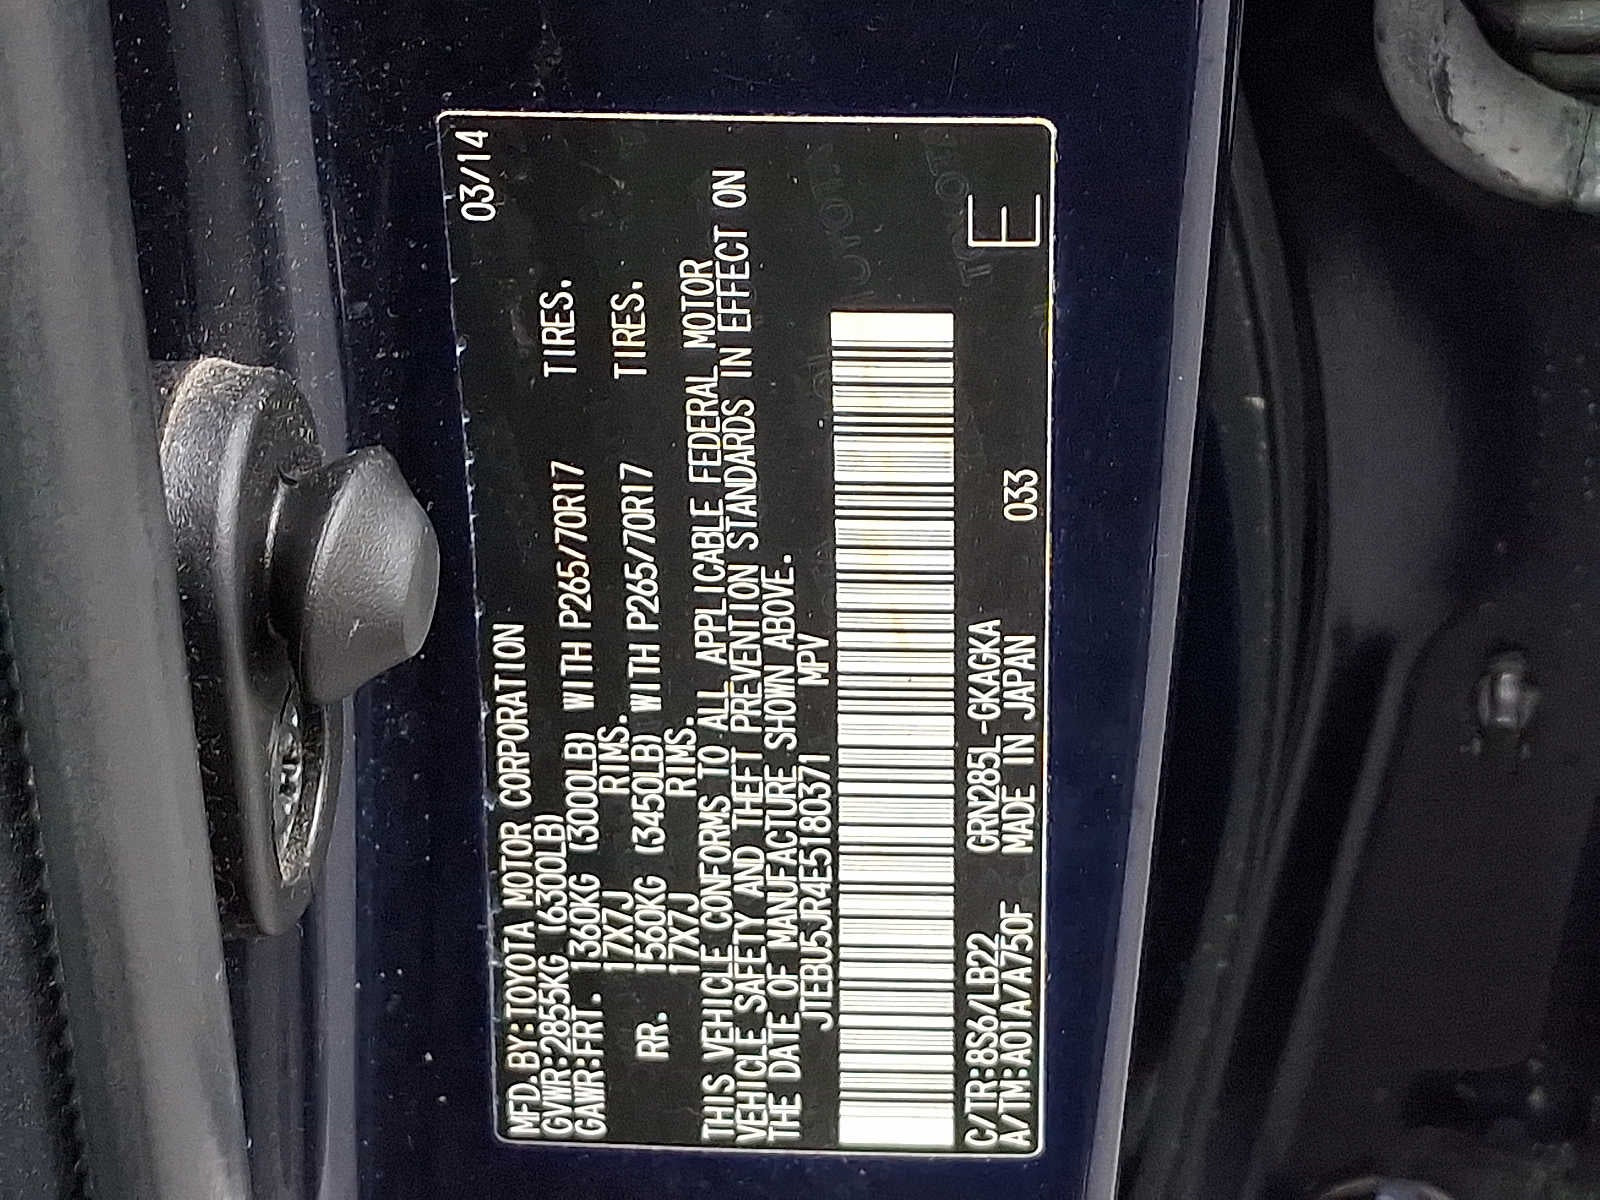 03/14
MFD.BY:TOYOTA MOTOR CORPORATION
GVWR:2855KG (6300LB)
GAWR:FRT. 1360KG (3000LB) WITH P265/70R17 TIRES.
17X7J RIMS.
RR. 1560KG (3450LB) WITH P265/70R17 TIRES.
17X7J RIMS.
THIS VEHICLE CONFORMS TO ALL APPLICABLE FEDERAL MOTOR
VEHICLE SAFETY AND THEFT PREVENTION STANDARDS IN EFFECT ON
THE DATE OF MANUFACTURE SHOWN ABOVE.
JTEBU5JR4E5180371 MPV
C/TR:8S6/LB22 GRN285L-GKAGKA
A/TM:A01A/A750F MADE IN JAPAN 033
E